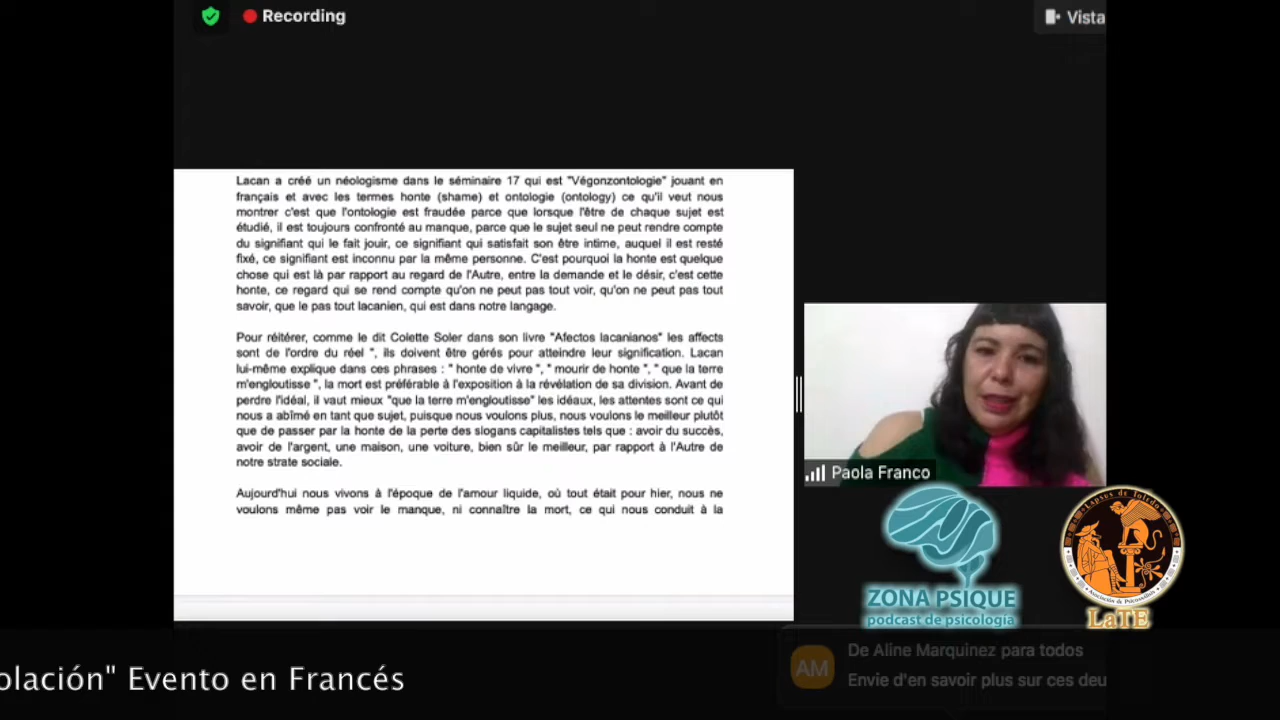 Recording
Vista
Lacan a créé un néologisme dans le séminaire 17 qui est "Végonzontologie" jouant en
français et avec les termes honte (shame) et ontologie (ontology) ce qu'il veut nous
montrer c'est que l'ontologie est fraudée parce que lorsque l'être de chaque sujet est
étudié, il est toujours confronté au manque, parce que le sujet seul ne peut rendre compte
du signifiant qui le fait jouir, ce signifiant qui satisfait son être intime, auquel il est resté
fixé, ce signifiant est inconnu par la même personne. C'est pourquoi la honte est quelque
chose qui est là par rapport au regard de l'Autre, entre la demande et le désir, c'est cette
honte, ce regard qui se rend compte qu'on ne peut pas tout voir, qu'on ne peut pas tout
savoir, que le pas tout lacanien, qui est dans notre langage.
Pour réitérer, comme le dit Colette Soler dans son livre "Afectos lacanianos" les affects
sont de l'ordre du réel ", ils doivent être gérés pour atteindre leur signification. Lacan
lui-même explique dans ces phrases : " honte de vivre ", " mourir de honte ", " que la terre
m'engloutisse ", la mort est préférable à l'exposition à la révélation de sa division. Avant de
perdre l'idéal, il vaut mieux "que la terre m'engloutisse" les idéaux, les attentes sont ce qui
nous a abîmé en tant que sujet, puisque nous voulons plus, nous voulons le meilleur plutôt
que de passer par la honte de la perte des slogans capitalistes tels que : avoir du succès,
avoir de l'argent, une maison, une voiture, bien sûr le meilleur, par rapport à l'Autre de
notre strate sociale.
Aujourd'hui nous vivons à l'époque de l'amour liquide, où tout était pour hier, nous ne
voulons même pas voir le manque, ni connaître la mort, ce qui nous conduit à la
Paola Franco
ZONA PSIQUE
podcast de psicología
Lapsus de Toledo
Asociación de Psicoanálisis
LaTE
AM
De Aline Marquinez para todos
Envie d'en savoir plus sur ces deu
olación" Evento en Francés